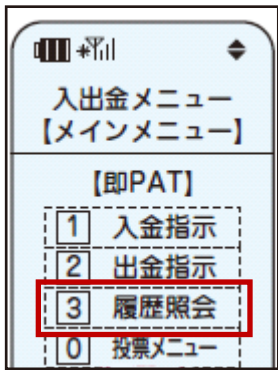 入出金メニュー
【メインメニュー】
【即PAT】
1 入金指示
2 出金指示
3 履歴照会
0 投票メニュー